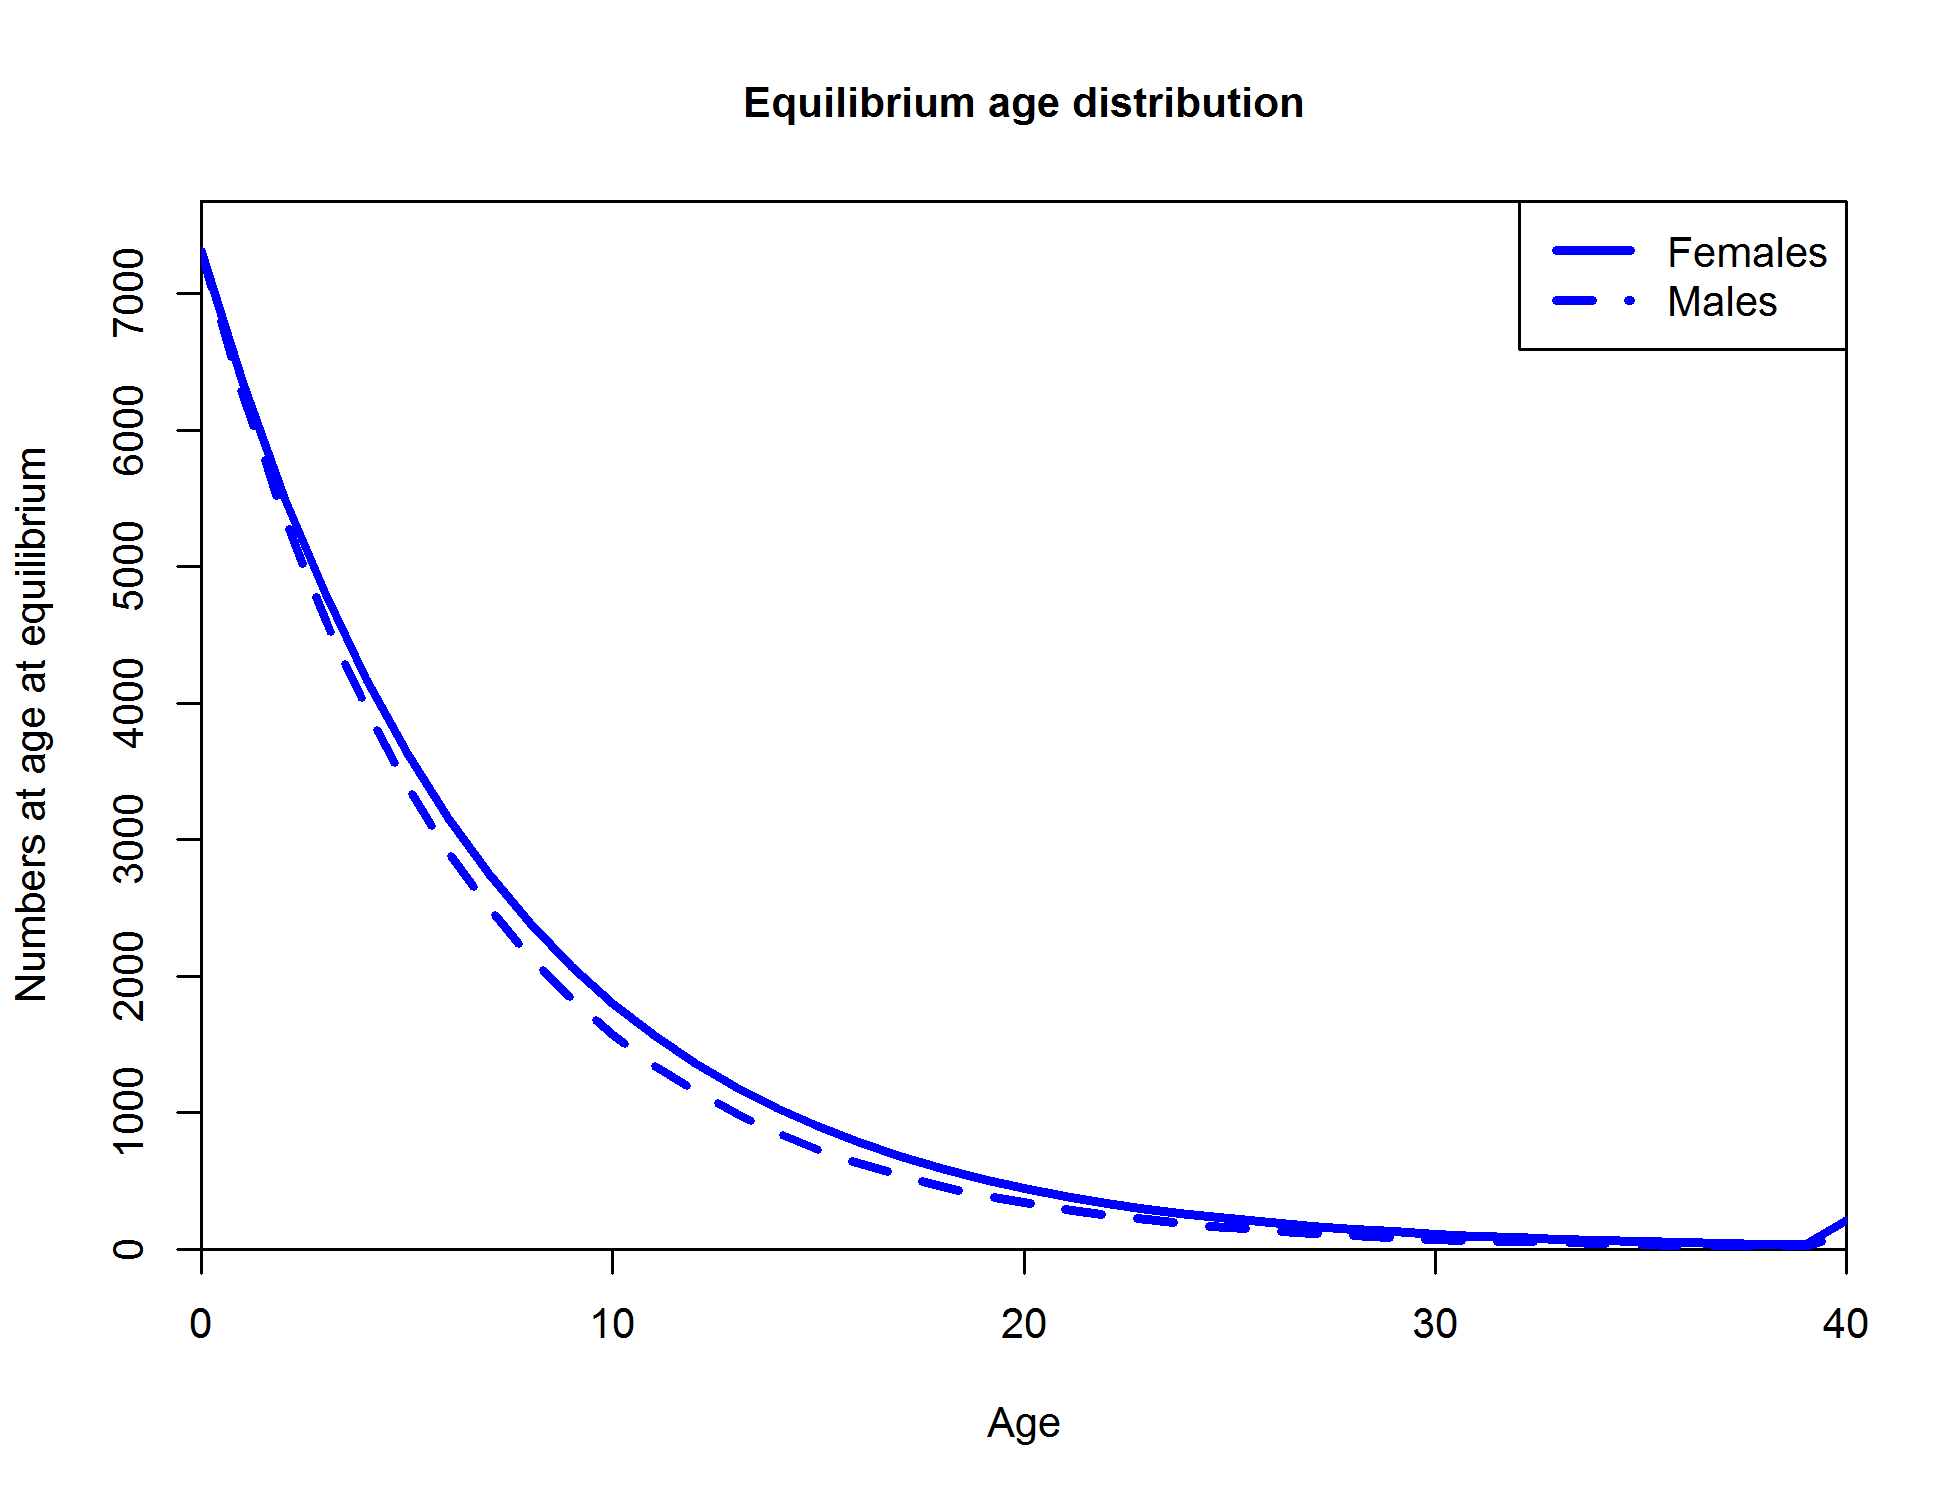 Equilibrium age distribution
Females
Males
Numbers at age at equilibrium
7000
6000
5000
4000
3000
2000
1000
0
0 10 20 30 40
Age